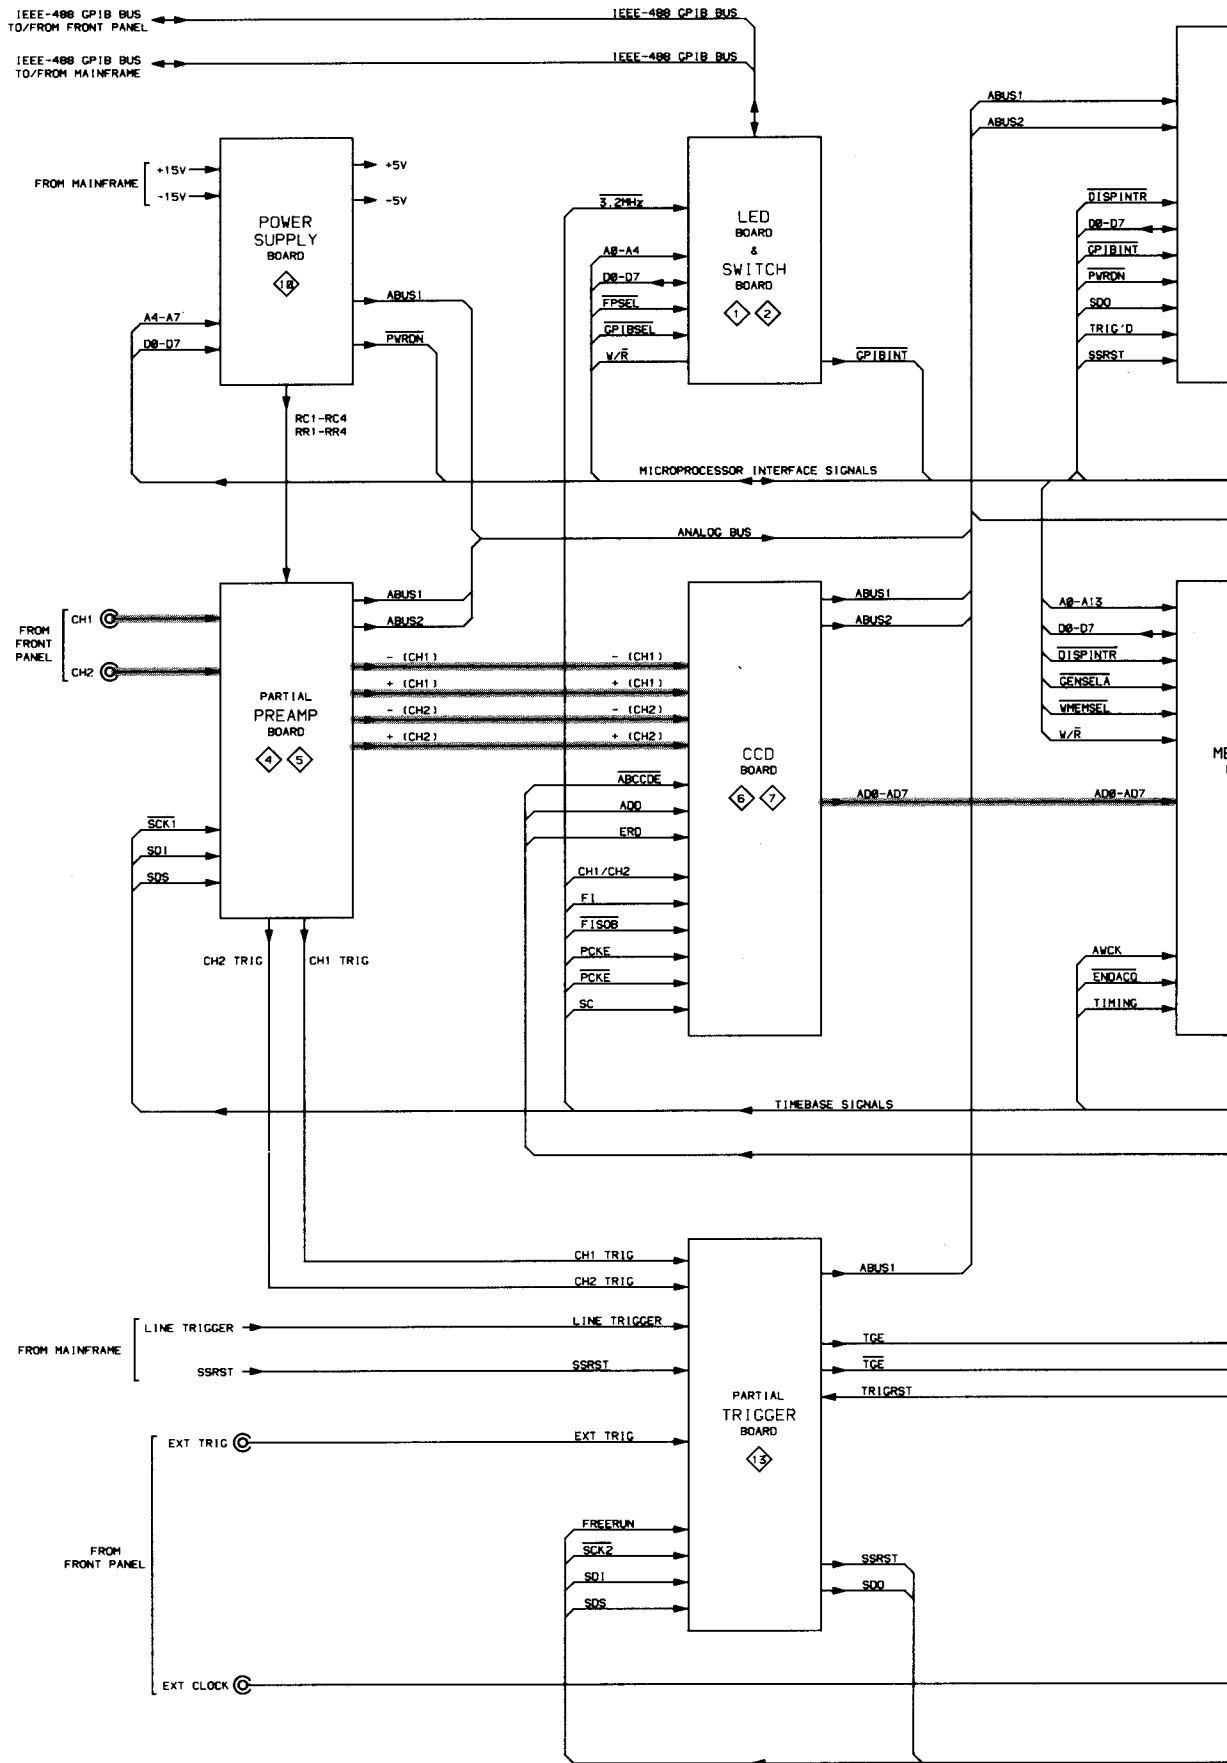 IEEE-488 GPIB BUS
TO/FROM FRONT PANEL
IEEE-488 GPIB BUS
IEEE-488 GPIB BUS
TO/FROM MAINFRAME
IEEE-488 GPIB BUS
FROM MAINFRAME
+15V
-15V
+5V
-5V
POWER
SUPPLY
BOARD
10
A4-A7
D0-D7
ABUS1
PWRDN
RC1-RC4
RR1-RR4
3.2MHz
A0-A4
D0-D7
FPSEL
GPIBSEL
W/R
LED
BOARD
&
SWITCH
BOARD
1 2
GPIBINT
ABUS1
ABUS2
DISPINTR
D0-D7
GPIBINT
PWRDN
SDO
TRIG'D
SSRST
MICROPROCESSOR INTERFACE SIGNALS
ANALOG BUS
FROM
FRONT
PANEL
CH1
CH2
PARTIAL
PREAMP
BOARD
4 5
ABUS1
ABUS2
- (CH1) - (CH1)
+ (CH1) + (CH1)
- (CH2) - (CH2)
+ (CH2) + (CH2)
SCK1
SDI
SDS
CH2 TRIG
CH1 TRIG
ABCCDE
ADD
ERD
CH1/CH2
FI
FISOB
PCKE
PCKE
SC
CCD
BOARD
6 7
ABUS1
ABUS2
AD0-AD7 AD0-AD7
A0-A13
D0-D7
DISPINTR
GENSELA
WMEMSEL
W/R
ME
AWCK
ENDACQ
TIMING
TIMEBASE SIGNALS
CH1 TRIG
CH2 TRIG
FROM MAINFRAME
LINE TRIGGER LINE TRIGGER
SSRST SSRST
PARTIAL
TRIGGER
BOARD
13
ABUS1
TGE
TGE
TRIGRST
FROM
FRONT PANEL
EXT TRIG EXT TRIG
FREERUN
SCK2
SDI
SDS
SSRST
SDO
EXT CLOCK